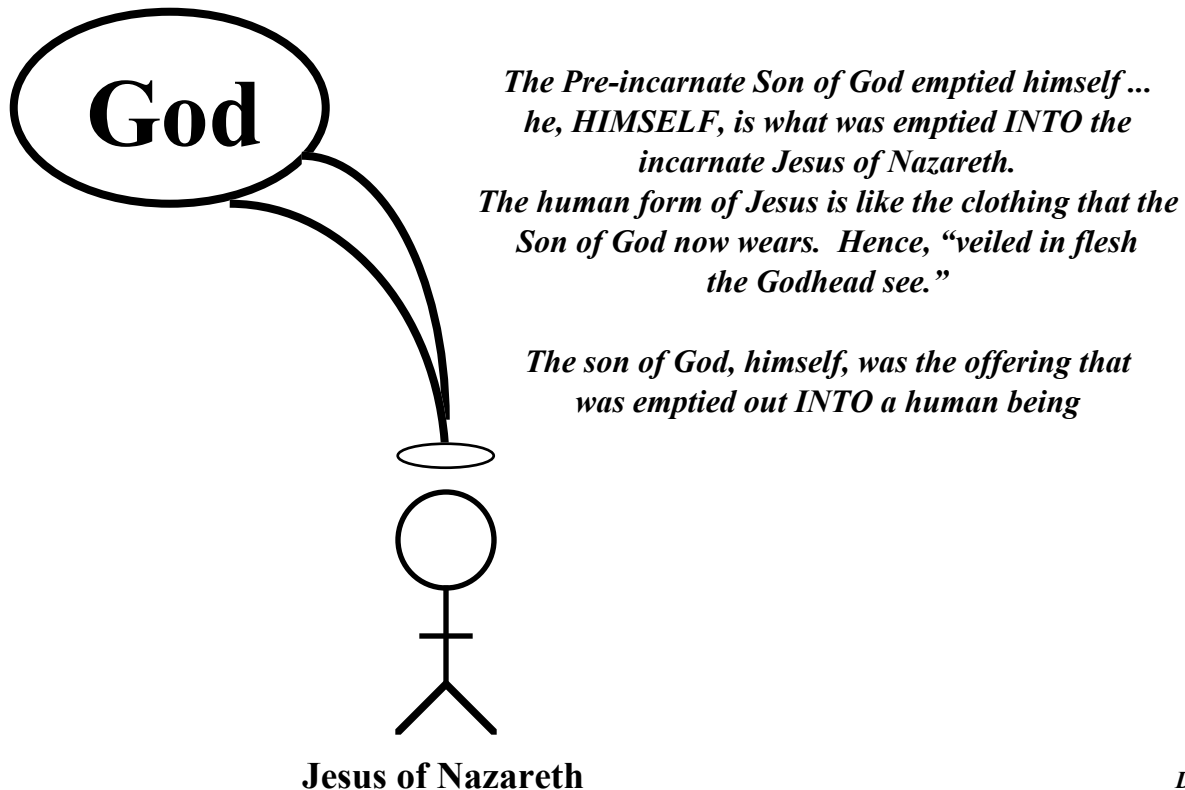 God
The Pre-incarnate Son of God emptied himself ...
he, HIMSELF, is what was emptied INTO the
incarnate Jesus of Nazareth.
The human form of Jesus is like the clothing that the
Son of God now wears.  Hence, “veiled in flesh
the Godhead see.”
The son of God, himself, was the offering that
was emptied out INTO a human being
Jesus of Nazareth